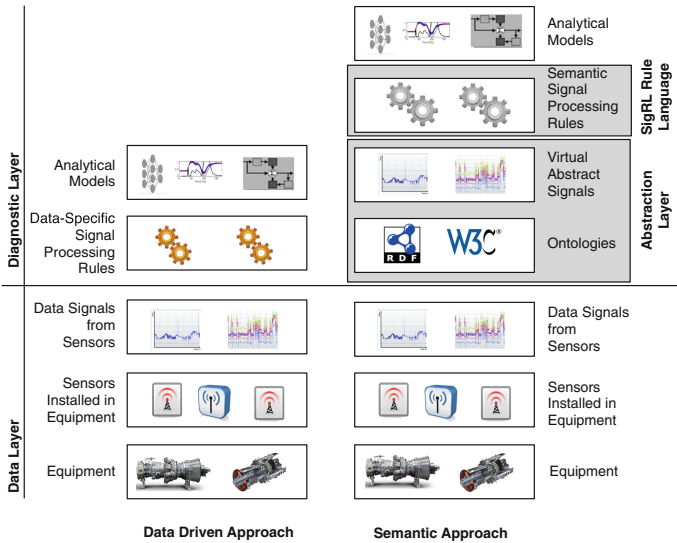 Analytical
Models
Semantic
Signal
Processing
Rules
SigRL Rule
Language
Diagnostic Layer
Analytical
Models
Virtual
Abstract
Signals
Abstraction
Layer
Data-Specific
Signal
Processing
Rules
RDF
W3C®
Ontologies
Data Layer
Data Signals
from
Sensors
Data Signals
from
Sensors
Sensors
Installed in
Equipment
Sensors
Installed in
Equipment
Equipment
Equipment
Data Driven Approach
Semantic Approach